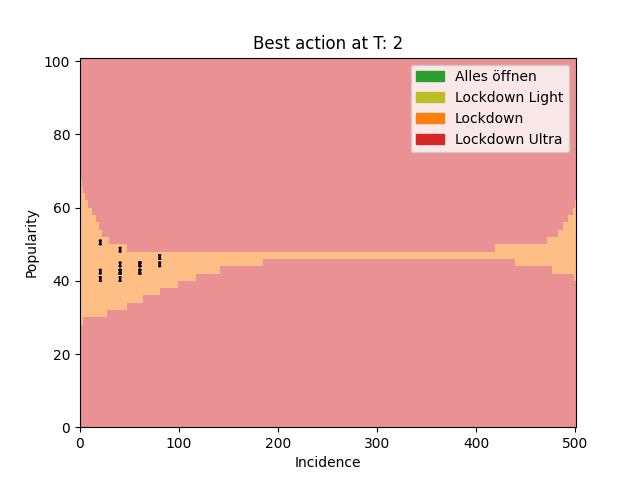 Best action at T: 2
Alles öffnen
Lockdown Light
Lockdown
Lockdown Ultra
100
80
60
40
20
0
Popularity
0 100 200 300 400 500
Incidence